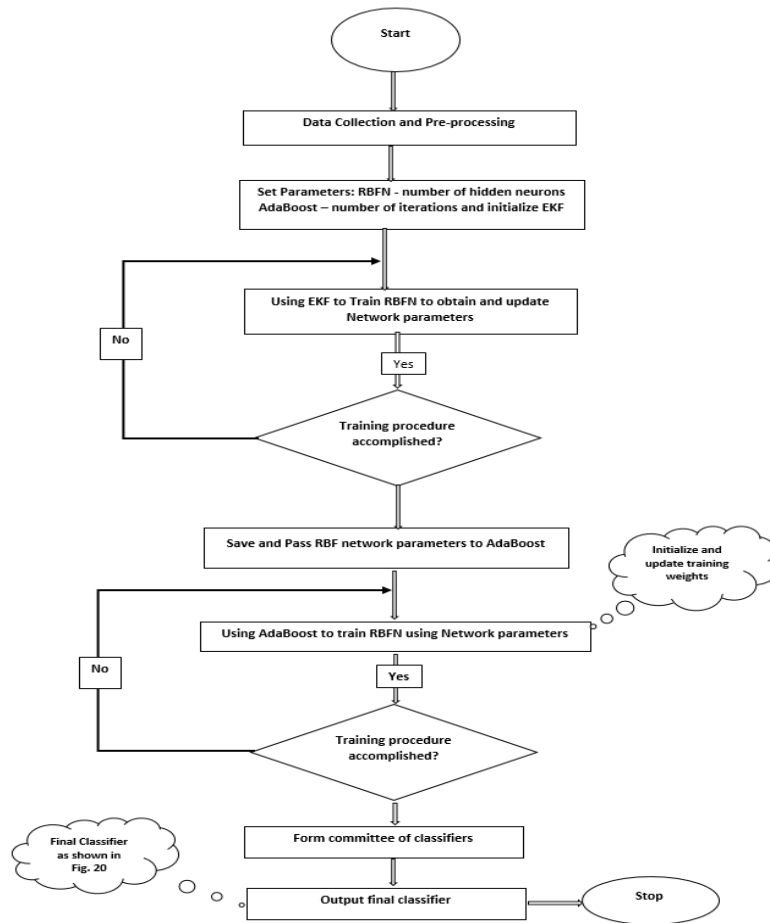 Start
Data Collection and Pre-processing
Set Parameters: RBFN - number of hidden neurons
AdaBoost – number of iterations and initialize EKF
Using EKF to Train RBFN to obtain and update
Network parameters
No
Yes
Training procedure
accomplished?
Save and Pass RBF network parameters to AdaBoost
Initialize and
update training
weights
Using AdaBoost to train RBFN using Network parameters
No
Yes
Training procedure
accomplished?
Form committee of classifiers
Final Classifier
as shown in
Fig. 20
Output final classifier
Stop